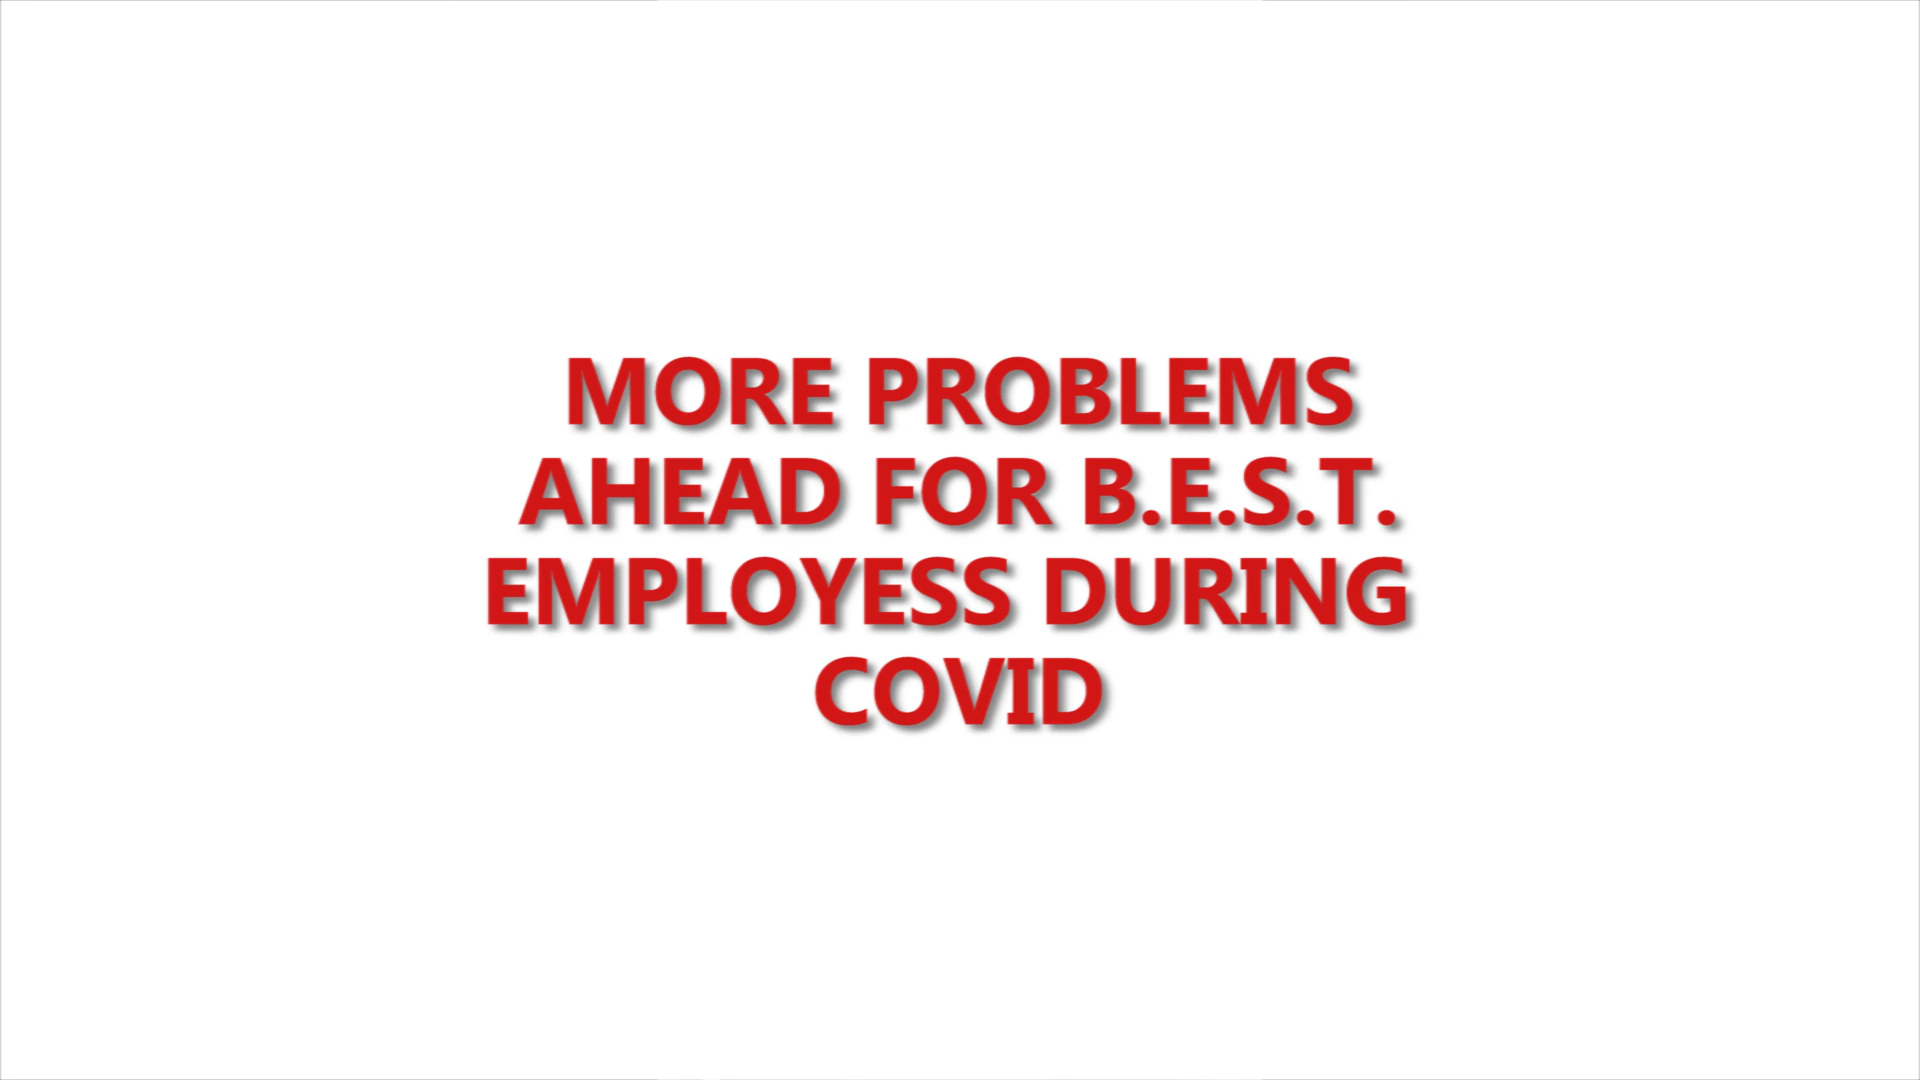 MORE PROBLEMS
AHEAD FOR B.E.S.T.
EMPLOYESS DURING
COVID